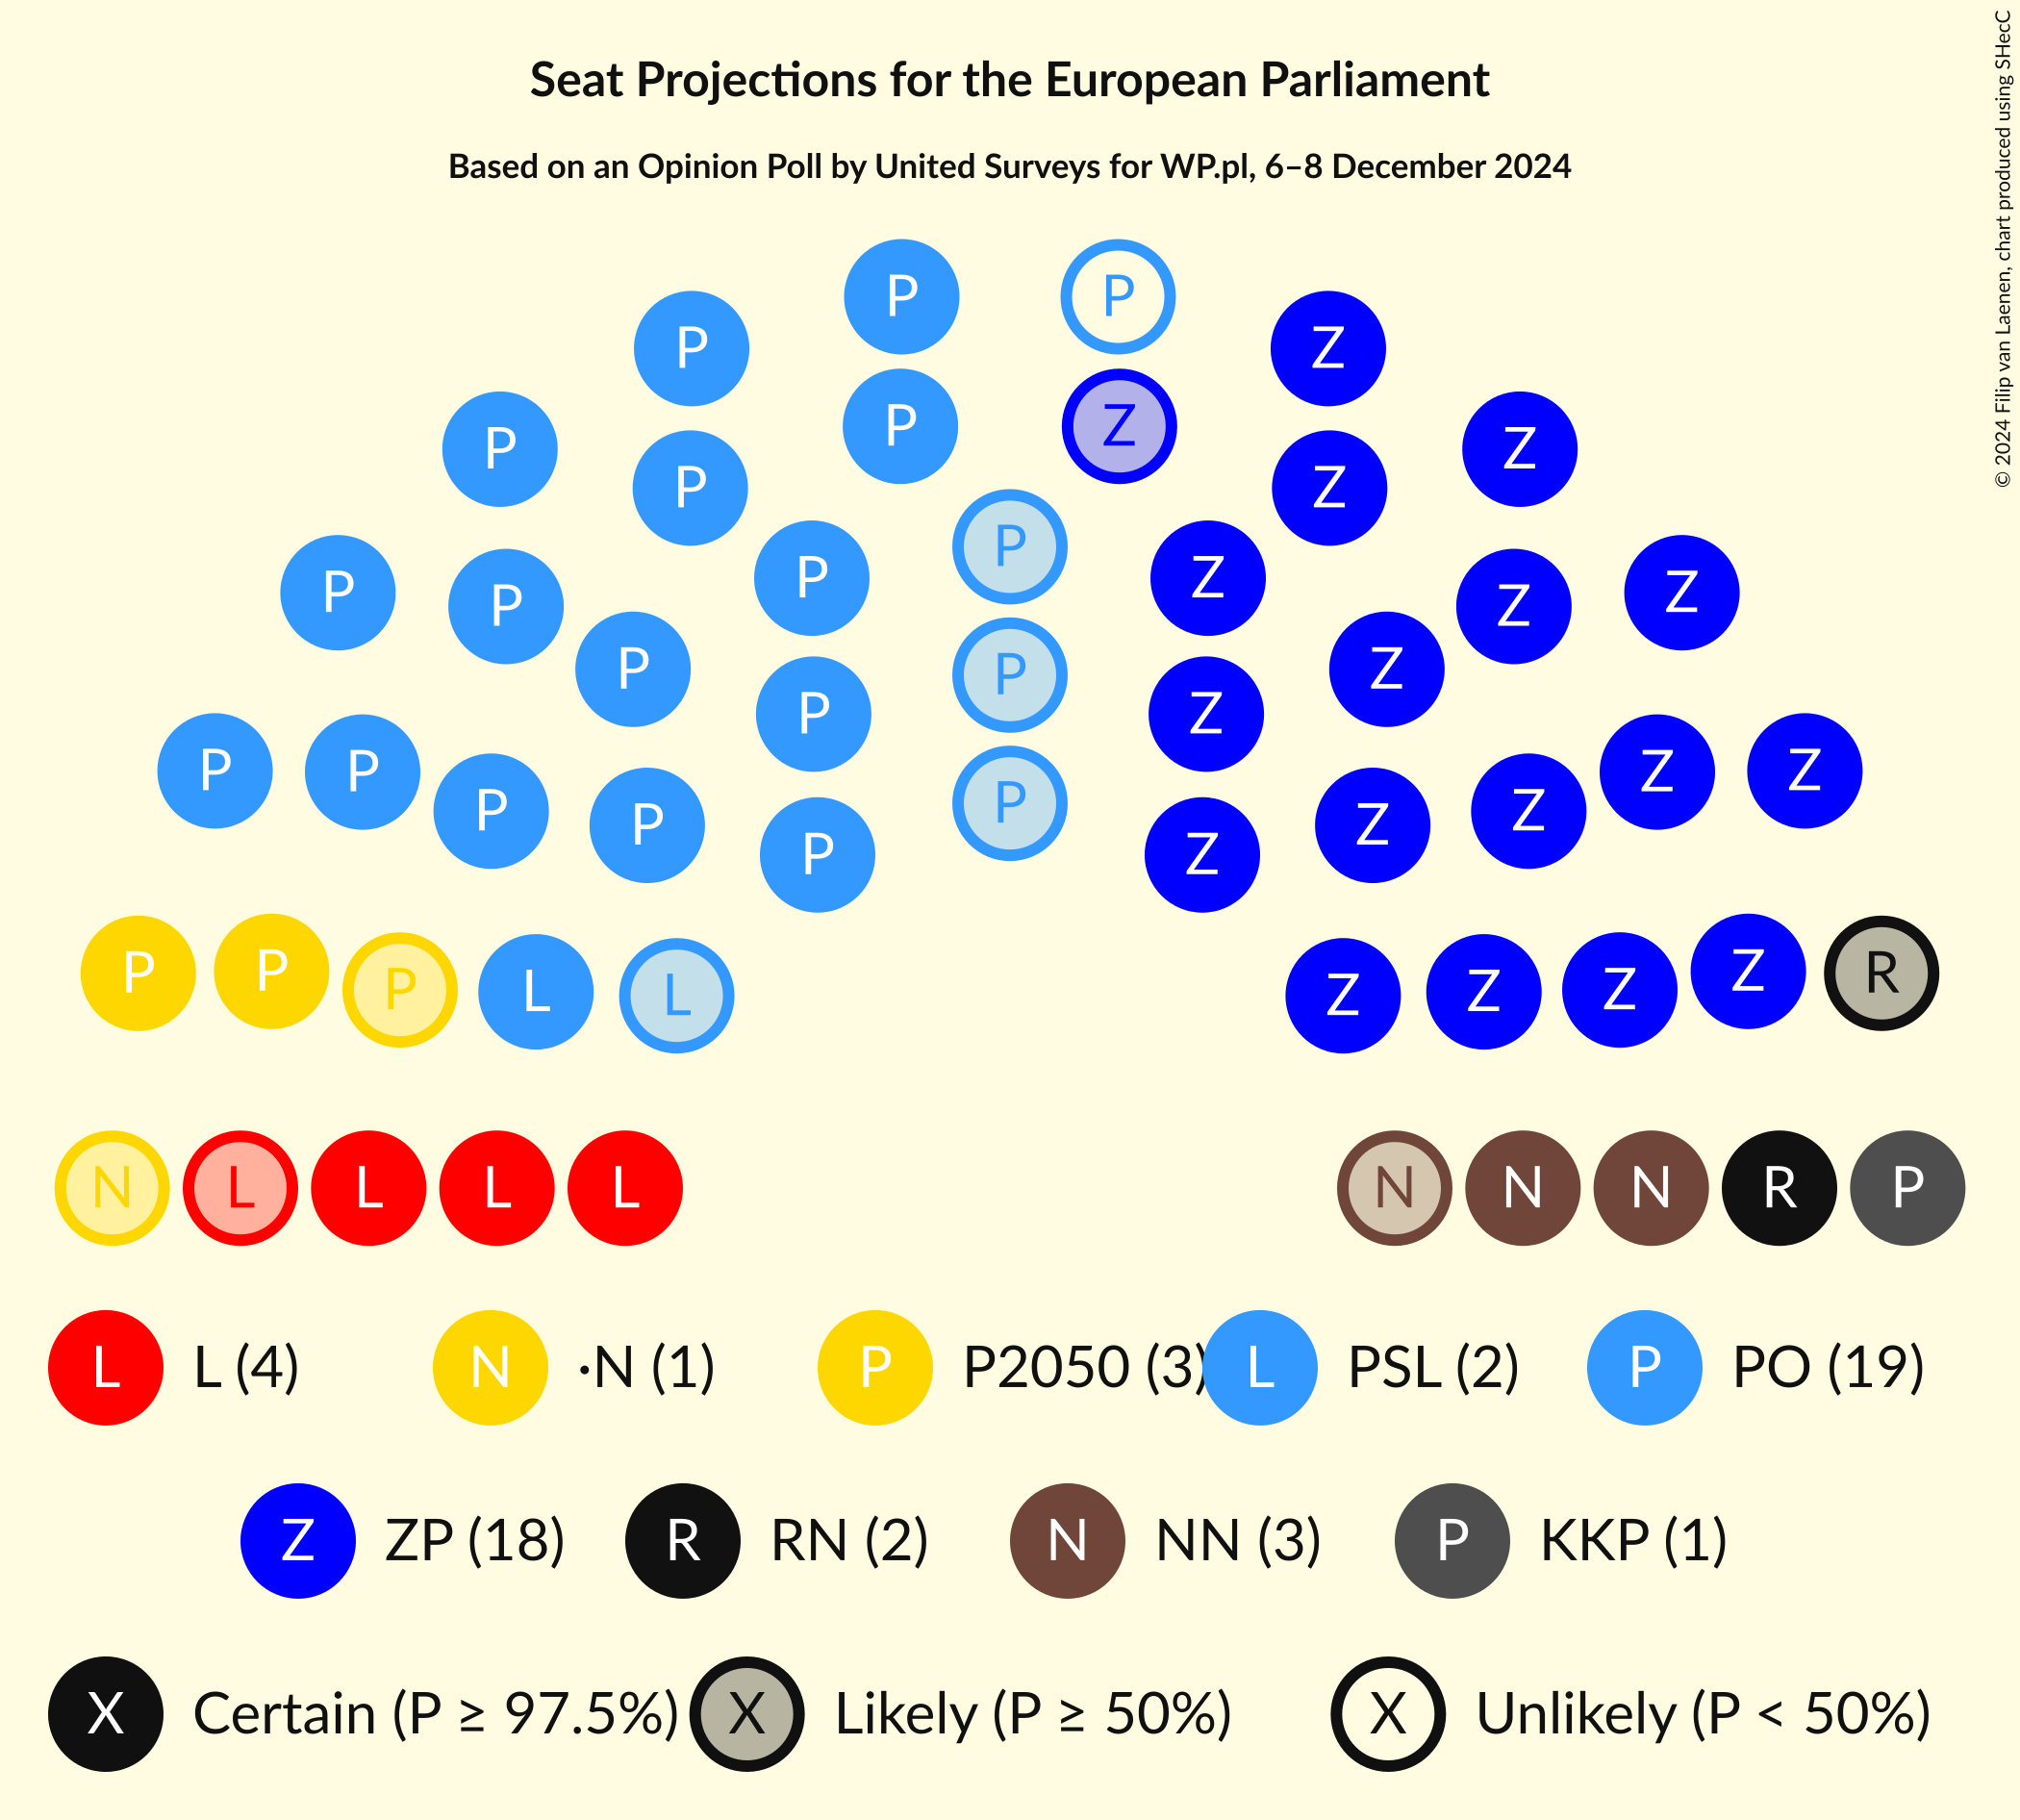 Seat Projections for the European Parliament
Based on an Opinion Poll by United Surveys for WP.pl, 6–8 December 2024
© 2024 Filip van Laenen, chart produced using SHecC
P P
P Z
P Z
P Z
P Z
P
P Z
P Z
P P Z Z
P Z
P
P Z
P P Z Z
P
P Z
P Z
P Z
P P P L L Z Z Z Z R
N L L L L N N N R P
L L (4) N ·N (1) P P2050 (3) L PSL (2) P PO (19)
Z ZP (18) R RN (2) N NN (3) P KKP (1)
X Certain (P ≥ 97.5%) X Likely (P ≥ 50%) X Unlikely (P < 50%)